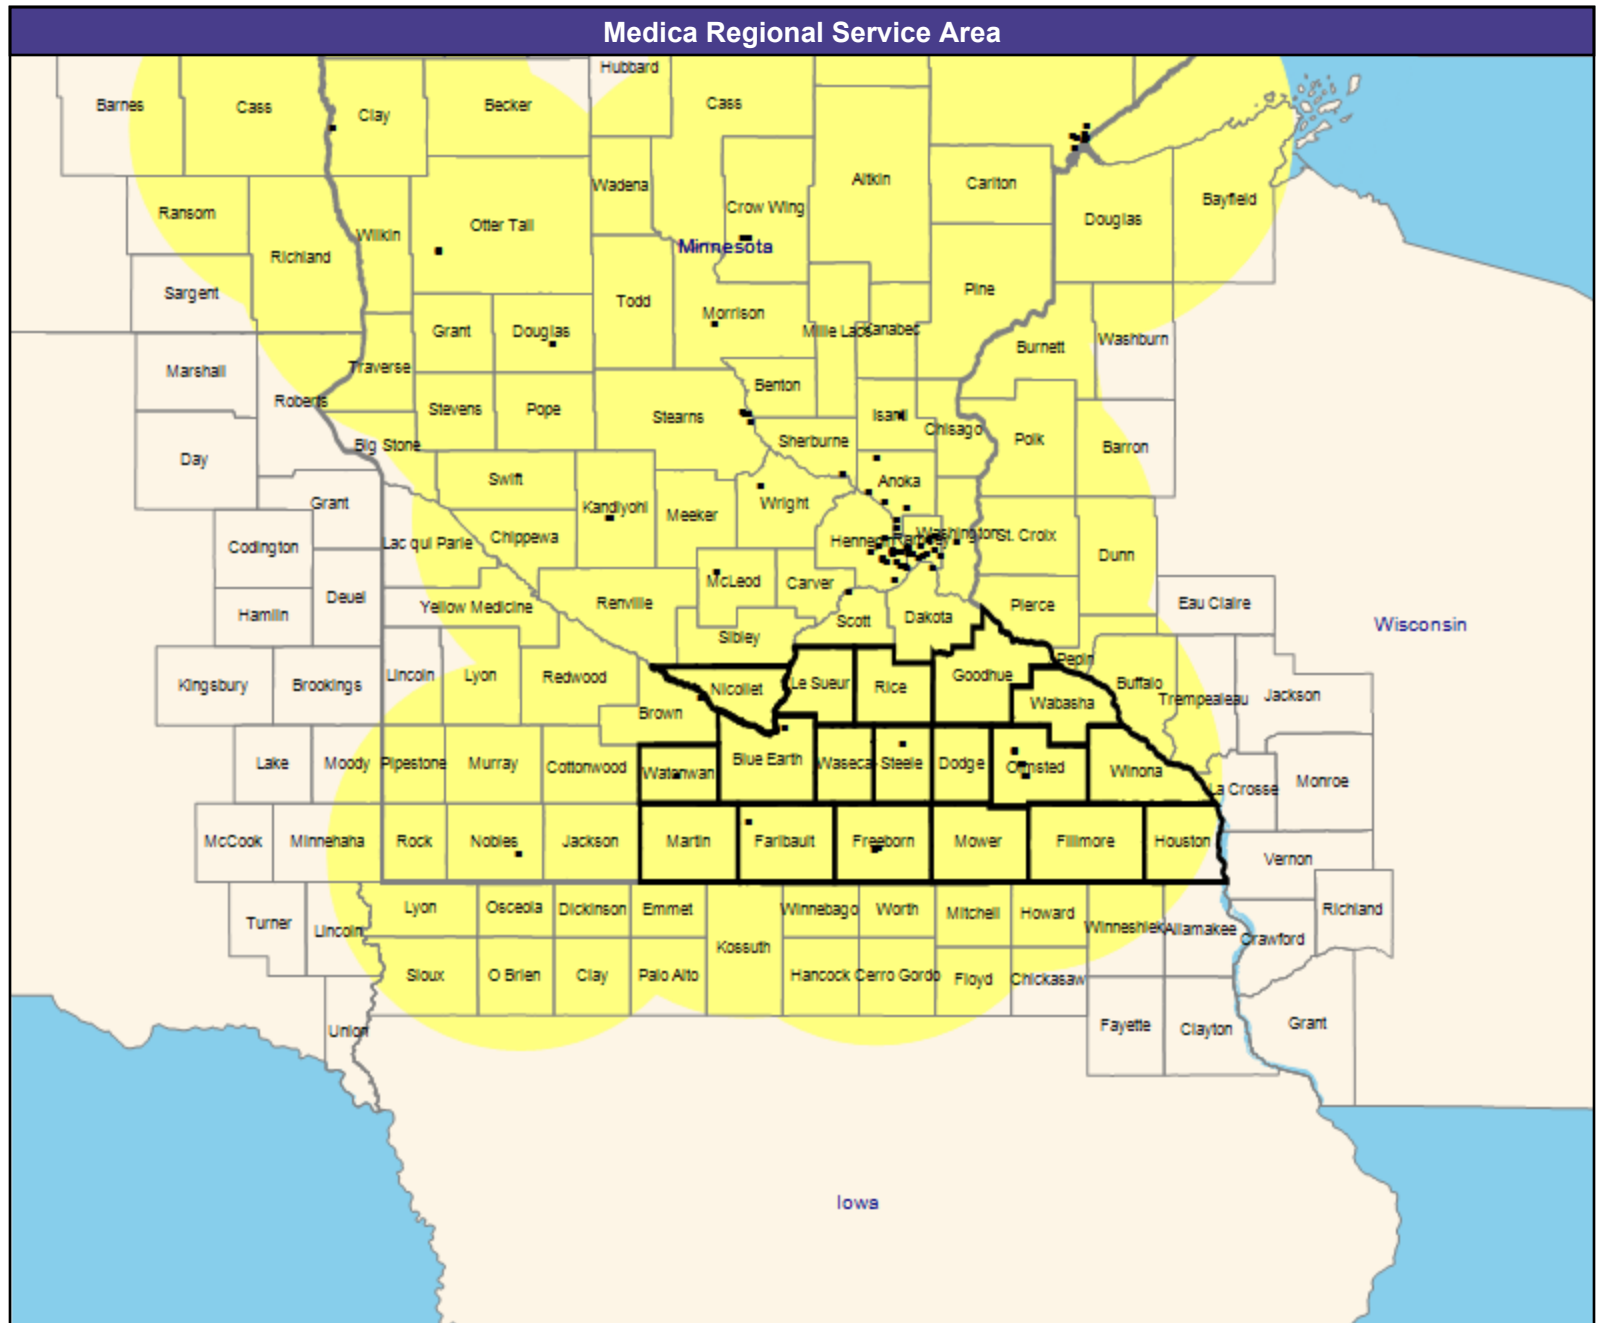 Medica Regional Service Area
Hubbard
Barnes
Cass
Clay
Becker
Cass
Wadena
Aitkin
Carlton
Ransom
Crow Wing
Bayfield
Douglas
Otter Tail
Wilkin
Minnesota
Richland
Sargent
Pine
Todd
Morrison
Grant
Douglas
Mille Lacs
Kanabec
Washburn
Burnett
Traverse
Marshall
Benton
Roberts
Stevens
Pope
Stearns
Isanti
Chisago
Polk
Barron
Sherburne
Big Stone
Day
Swift
Anoka
Grant
Kandiyohi
Meeker
Wright
Chippewa
Lac qui Parle
Codington
Hennepin
Ramsey
Washington
St. Croix
Dunn
McLeod
Carver
Deuel
Renville
Yellow Medicine
Hamlin
Pierce
Eau Claire
Scott
Dakota
Wisconsin
Sibley
Pepin
Kingsbury
Brookings
Lincoln
Lyon
Redwood
Nicollet
Le Sueur
Rice
Goodhue
Buffalo
Trempealeau
Jackson
Wabasha
Brown
Lake
Moody
Pipestone
Murray
Cottonwood
Watonwan
Blue Earth
Waseca
Steele
Dodge
Olmsted
Winona
La Crosse
Monroe
McCook
Minnehaha
Rock
Nobles
Jackson
Martin
Faribault
Freeborn
Mower
Fillmore
Houston
Vernon
Turner
Lincoln
Lyon
Osceola
Dickinson
Emmet
Winnebago
Worth
Mitchell
Howard
Winneshiek
Allamakee
Crawford
Richland
Kossuth
Sioux
O Brien
Clay
Palo Alto
Hancock
Cerro Gordo
Floyd
Chickasaw
Union
Fayette
Clayton
Grant
Iowa